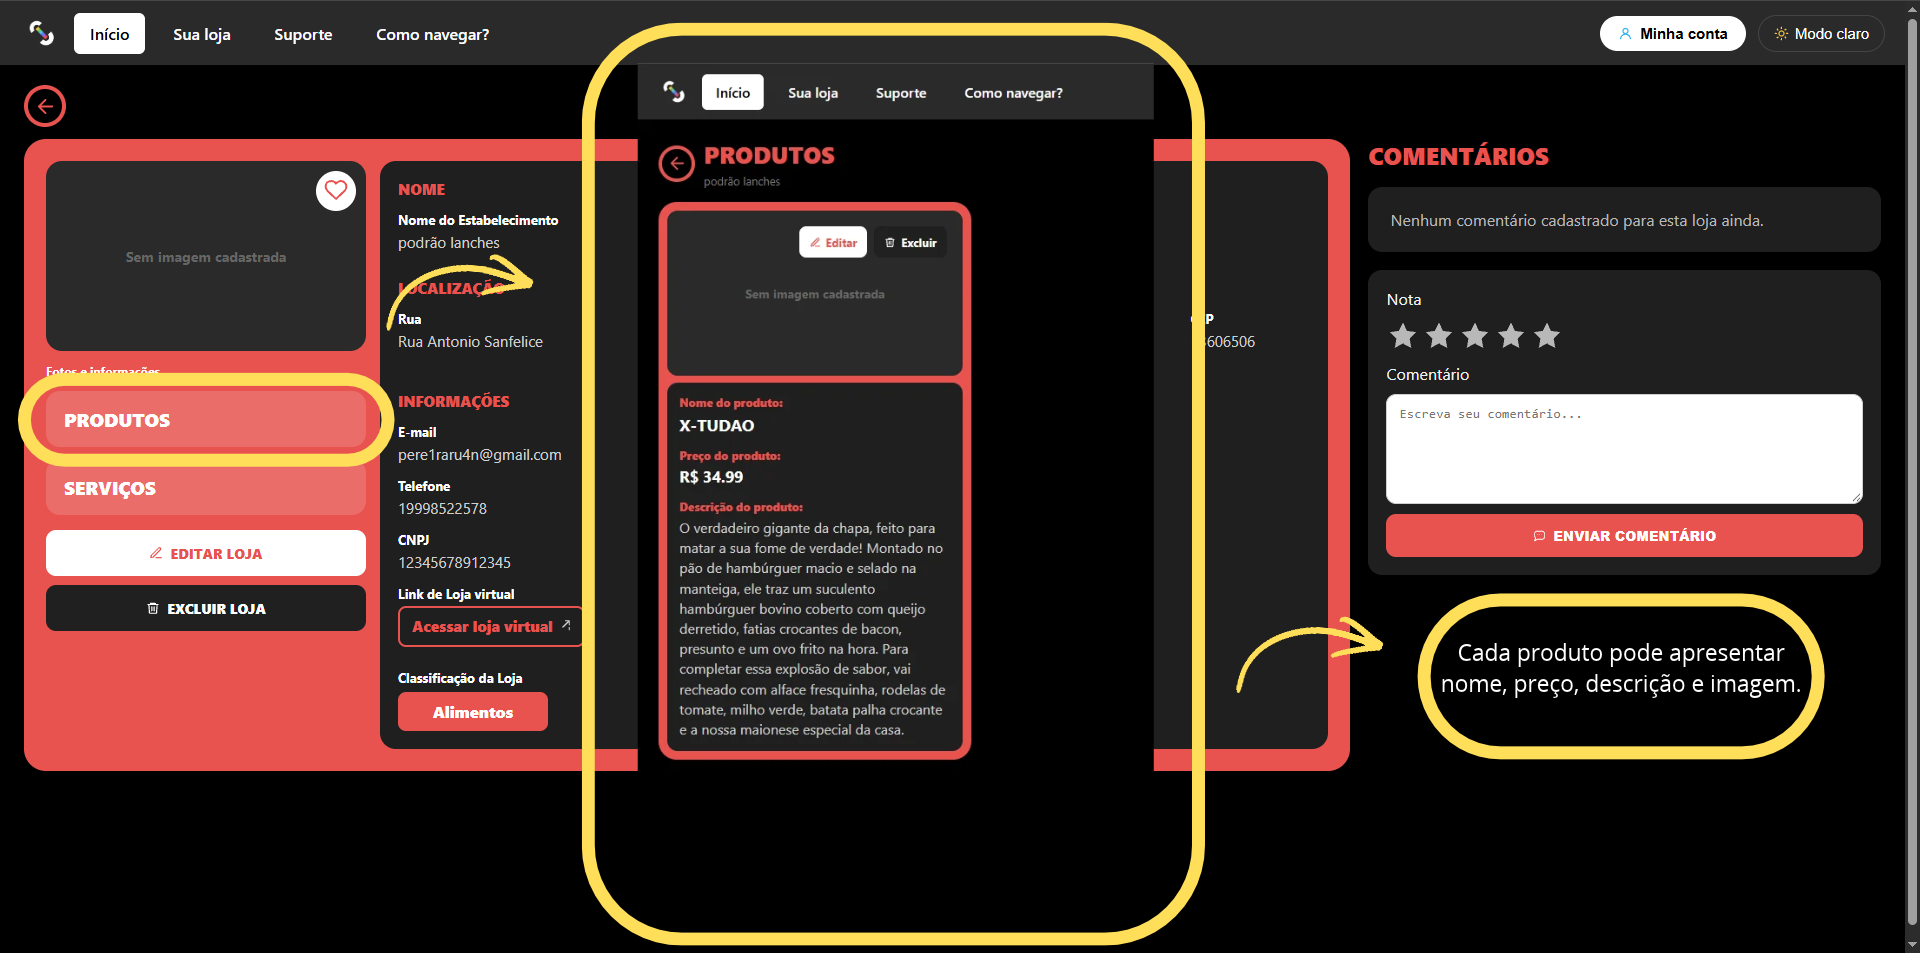 Início
Sua loja
Suporte
Como navegar?
Minha conta
Modo claro
Sem imagem cadastrada
Fotos e informações
PRODUTOS
SERVIÇOS
EDITAR LOJA
EXCLUIR LOJA
NOME
Nome do Estabelecimento
podrão lanches
LOCALIZAÇÃO
Rua
Rua Antonio Sanfelice
INFORMAÇÕES
E-mail
pere1raru4n@gmail.com
Telefone
19998522578
CNPJ
12345678912345
Link de Loja virtual
Acessar loja virtual
Classificação da Loja
Alimentos
Início
Sua loja
Suporte
Como navegar?
PRODUTOS
podrão lanches
Editar
Excluir
Sem imagem cadastrada
Nome do produto:
X-TUDAO
Preço do produto:
R$ 34.99
Descrição do produto:
O verdadeiro gigante da chapa, feito para
matar a sua fome de verdade! Montado no
pão de hambúrguer macio e selado na
manteiga, ele traz um suculento
hambúrguer bovino coberto com queijo
derretido, fatias crocantes de bacon,
presunto e um ovo frito na hora. Para
completar essa explosão de sabor, vai
recheado com alface fresquinha, rodelas de
tomate, milho verde, batata palha crocante
e a nossa maionese especial da casa.
606506
COMENTÁRIOS
Nenhum comentário cadastrado para esta loja ainda.
Nota
Comentário
Escreva seu comentário...
ENVIAR COMENTÁRIO
Cada produto pode apresentar
nome, preço, descrição e imagem.